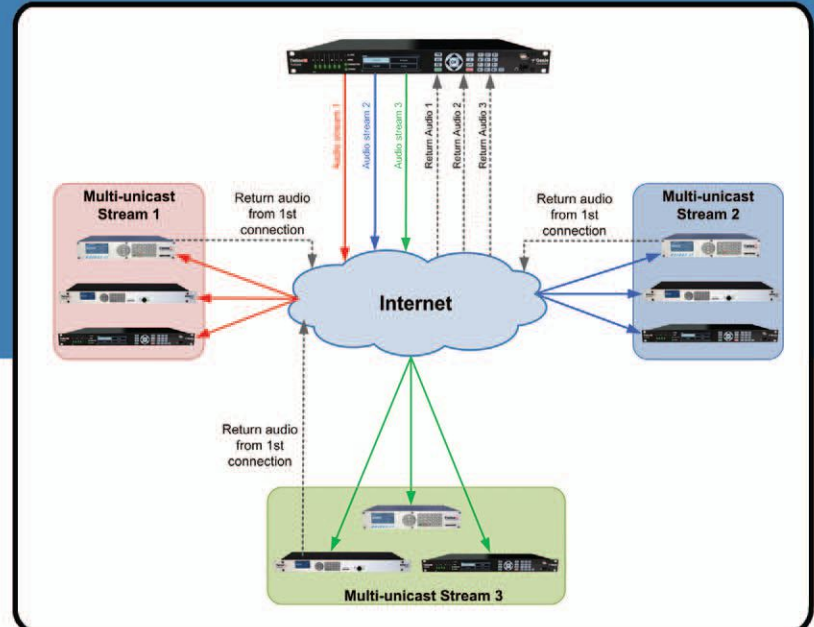 Audio stream 1
Audio stream 2
Audio stream 3
Return Audio 1
Return Audio 2
Return Audio 3
Multi-unicast
Stream 1
Return audio
from 1st
connection
Return audio
from 1st
connection
Multi-unicast
Stream 2
Internet
Return audio
from 1st
connection
Multi-unicast Stream 3